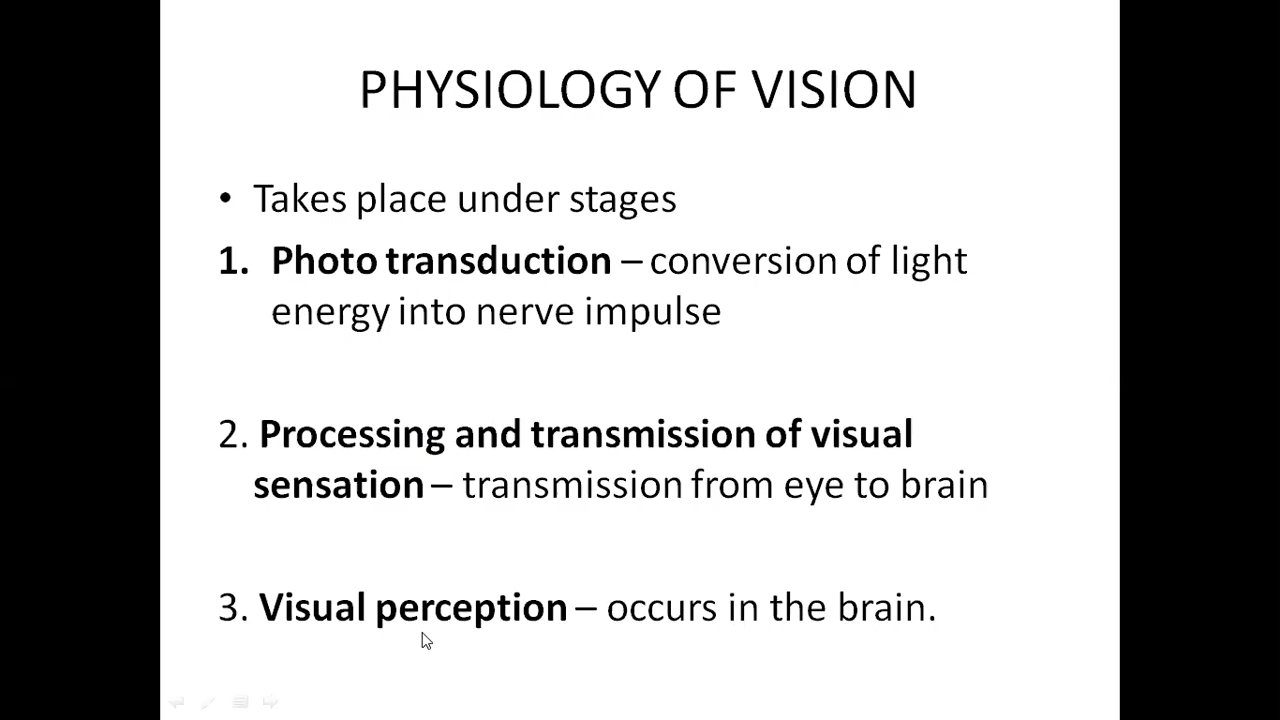 PHYSIOLOGY OF VISION
• Takes place under stages
1. Photo transduction – conversion of light
energy into nerve impulse
2. Processing and transmission of visual
sensation – transmission from eye to brain
3. Visual perception – occurs in the brain.